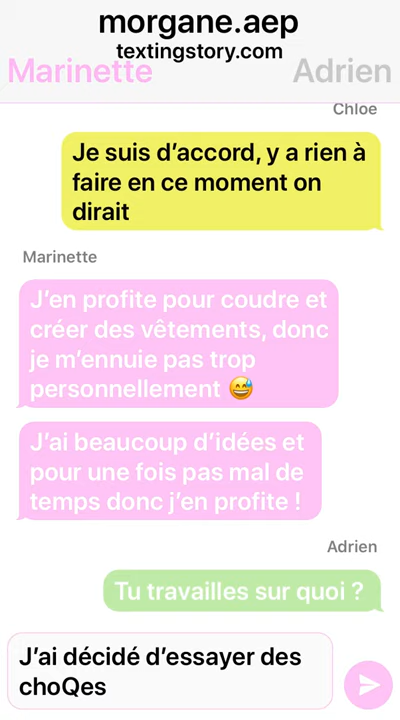 morgane.aep
textingstory.com
Marinette
Adrien
Chloe
Je suis d'accord, y a rien à
faire en ce moment on
dirait
Marinette
J'en profite pour coudre et
créer des vêtements, donc
je m'ennuie pas trop
personnellement 😅
J'ai beaucoup d'idées et
pour une fois pas mal de
temps donc j'en profite !
Adrien
Tu travailles sur quoi ?
J'ai décidé d'essayer des
choQes